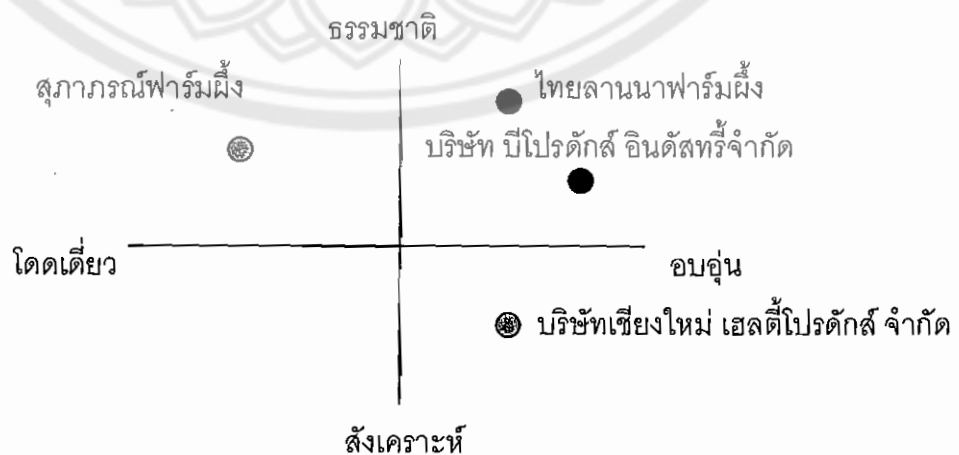 ธรรมชาติ
สุภาภรณ์ฟาร์มผึ้ง
ไทยลานนาฟาร์มผึ้ง
บริษัท บีโปรดักส์ อินดัสทรี้จำกัด
โดดเดี่ยว
อบอุ่น
บริษัทเชียงใหม่ เฮลตี้โปรดักส์ จำกัด
สังเคราะห์